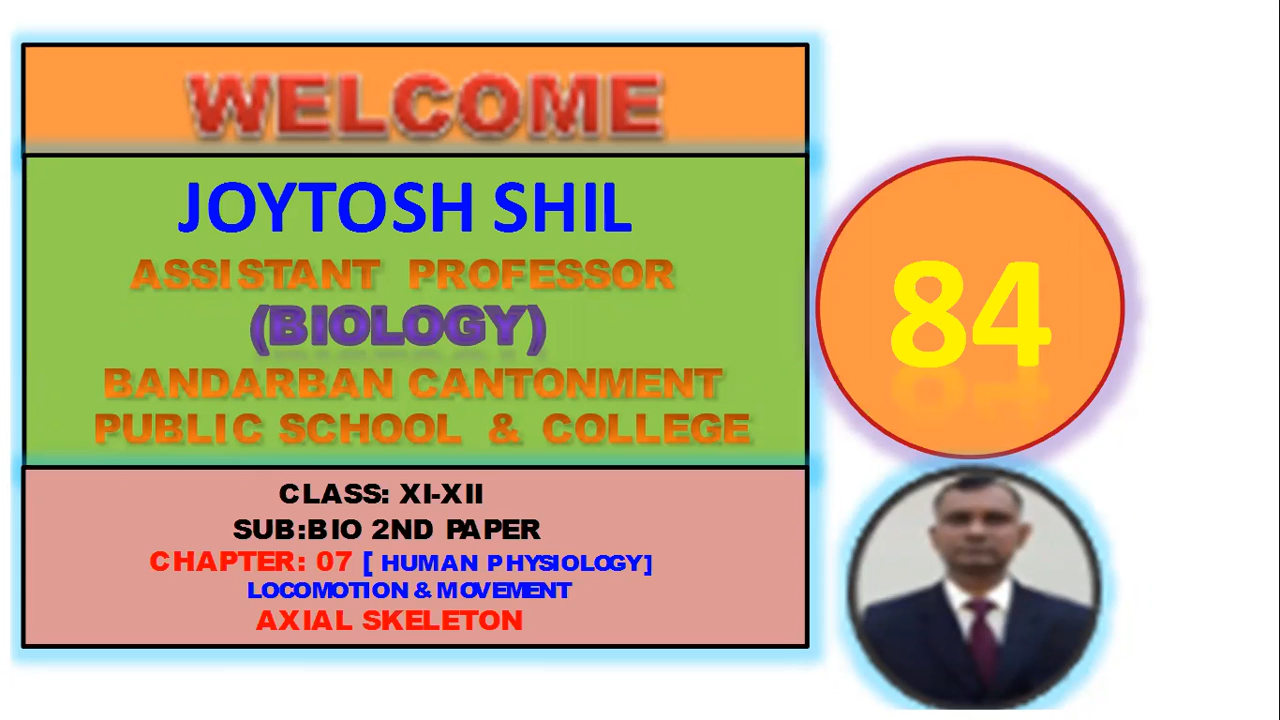 WELCOME
JOYTOSH SHIL
ASSISTANT PROFESSOR
(BIOLOGY)
BANDARBAN CANTONMENT
PUBLIC SCHOOL & COLLEGE
CLASS: XI-XII
SUB:BIO 2ND PAPER
CHAPTER: 07 [ HUMAN PHYSIOLOGY]
LOCOMOTION & MOVEMENT
AXIAL SKELETON
84